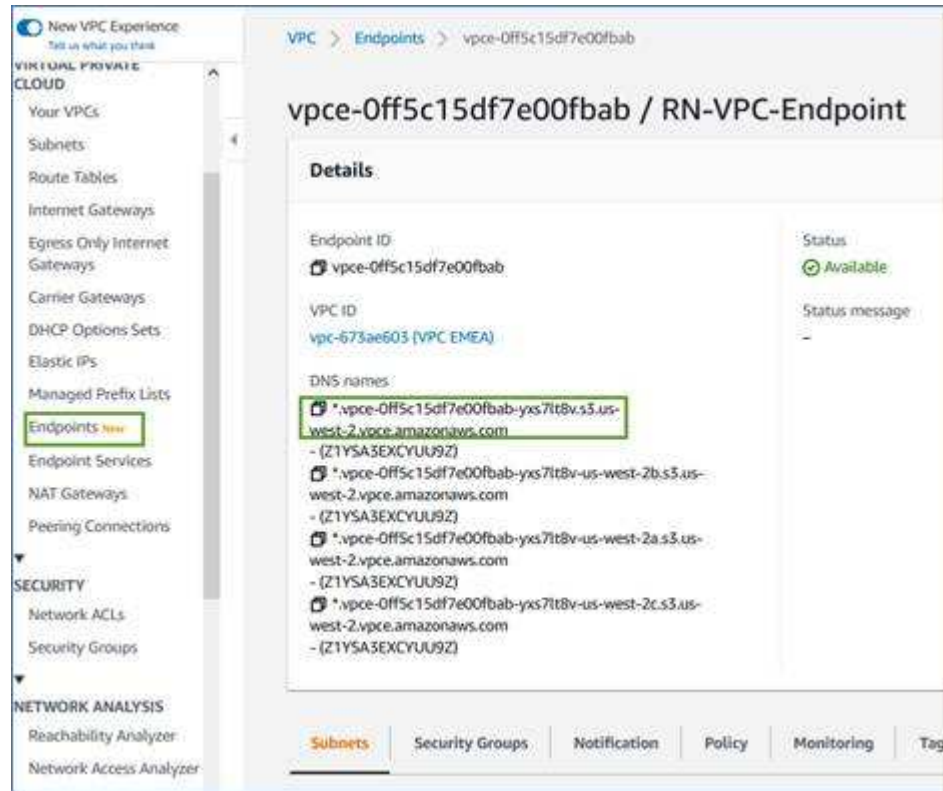 New VPC Experience
Tell us what you think
VIRTUAL PRIVATE
CLOUD
Your VPCs
Subnets
Route Tables
Internet Gateways
Egress Only Internet
Gateways
Carrier Gateways
DHCP Options Sets
Elastic IPs
Managed Prefix Lists
Endpoints New
Endpoint Services
NAT Gateways
Peering Connections
SECURITY
Network ACLs
Security Groups
NETWORK ANALYSIS
Reachability Analyzer
Network Access Analyzer
VPC > Endpoints > vpce-0ff5c15df7e00fbab
vpce-0ff5c15df7e00fbab / RN-VPC-Endpoint
Details
Endpoint ID
vpce-0ff5c15df7e00fbab
VPC ID
vpc-673ae603 (VPC EMEA)
DNS names
*.vpce-0ff5c15df7e00fbab-yxs7lt8v.s3.us-
west-2.vpce.amazonaws.com
- (Z1YSA3EXCYUU9Z)
*.vpce-0ff5c15df7e00fbab-yxs7lt8v-us-west-2b.s3.us-
west-2.vpce.amazonaws.com
- (Z1YSA3EXCYUU9Z)
*.vpce-0ff5c15df7e00fbab-yxs7lt8v-us-west-2a.s3.us-
west-2.vpce.amazonaws.com
- (Z1YSA3EXCYUU9Z)
*.vpce-0ff5c15df7e00fbab-yxs7lt8v-us-west-2c.s3.us-
west-2.vpce.amazonaws.com
- (Z1YSA3EXCYUU9Z)
Status
Available
Status message
-
Subnets Security Groups Notification Policy Monitoring Tag